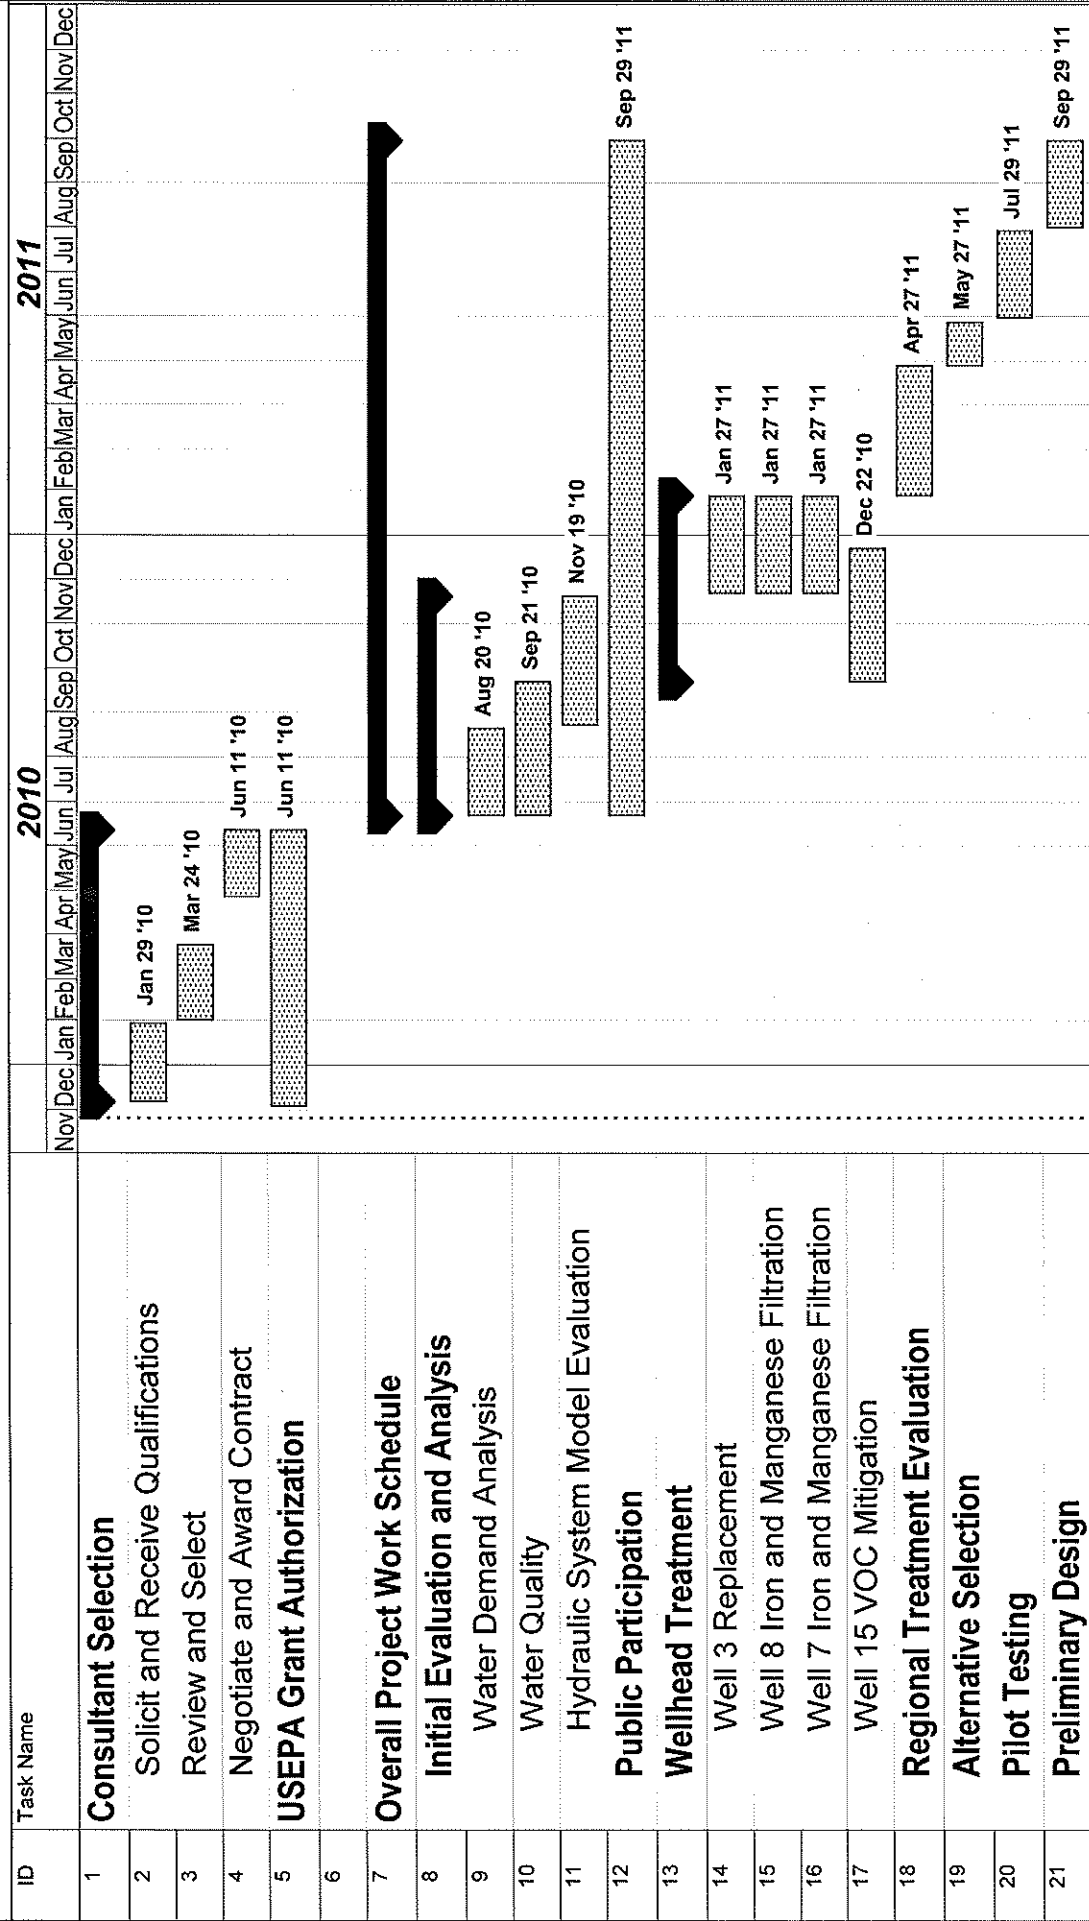 ID Task Name 2010 2011
Nov Dec Jan Feb Mar Apr May Jun Jul Aug Sep Oct Nov Dec Jan Feb Mar Apr May Jun Jul Aug Sep Oct Nov Dec
1 Consultant Selection
2 Solicit and Receive Qualifications Jan 29 '10
3 Review and Select Mar 24 '10
4 Negotiate and Award Contract Jun 11 '10
5 USEPA Grant Authorization Jun 11 '10
6
7 Overall Project Work Schedule
8 Initial Evaluation and Analysis
9 Water Demand Analysis Aug 20 '10
10 Water Quality Sep 21 '10
11 Hydraulic System Model Evaluation Nov 19 '10
12 Public Participation Sep 29 '11
13 Wellhead Treatment
14 Well 3 Replacement Jan 27 '11
15 Well 8 Iron and Manganese Filtration Jan 27 '11
16 Well 7 Iron and Manganese Filtration Jan 27 '11
17 Well 15 VOC Mitigation Dec 22 '10
18 Regional Treatment Evaluation Apr 27 '11
19 Alternative Selection May 27 '11
20 Pilot Testing Jul 29 '11
21 Preliminary Design Sep 29 '11